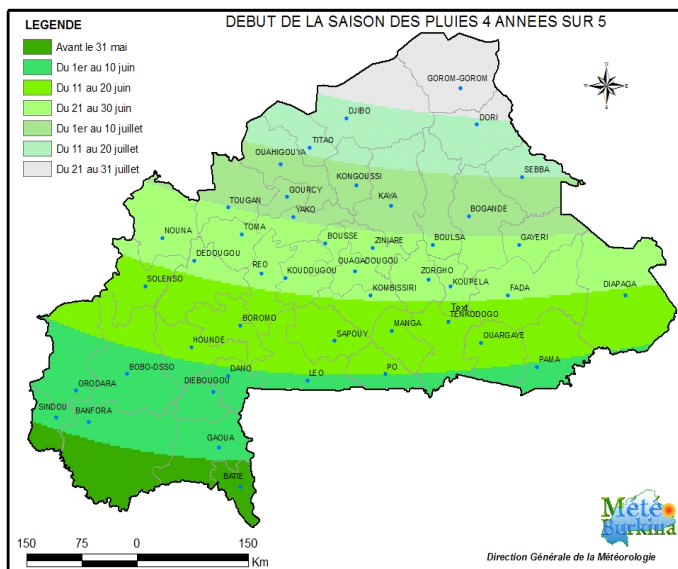 DEBUT DE LA SAISON DES PLUIES 4 ANNEES SUR 5
LEGENDE
Avant le 31 mai
Du 1er au 10 juin
Du 11 au 20 juin
Du 21 au 30 juin
Du 1er au 10 juillet
Du 11 au 20 juillet
Du 21 au 31 juillet
GOROM-GOROM
DJIBO
DORI
TITAO
OUAHIGOUYA
KONGOUSSI
SEBBA
GOURCY
KAYA
TOUGAN
YAKO
BOGANDE
NOUNA
TOMA
BOUSSE
ZINIARE
BOULSA
GAYERI
DEDOUGOU
REO
OUAGADOUGOU
KOUDOUGOU
ZORGHO
KOUPELA
SOLENSO
KOMBISSIRI
FADA
DIAPAGA
Text
BOROMO
TENKODOGO
MANGA
HOUNDE
SAPOUY
OUARGAYE
BOBO-DSSO
DANO
LEO
PO
PAMA
ORODARA
DIEBOUGOU
SINDOU
BANFORA
GAOUA
BATIE
Météo
Burkina
150 75 0 150
Km
Direction Générale de la Météorologie